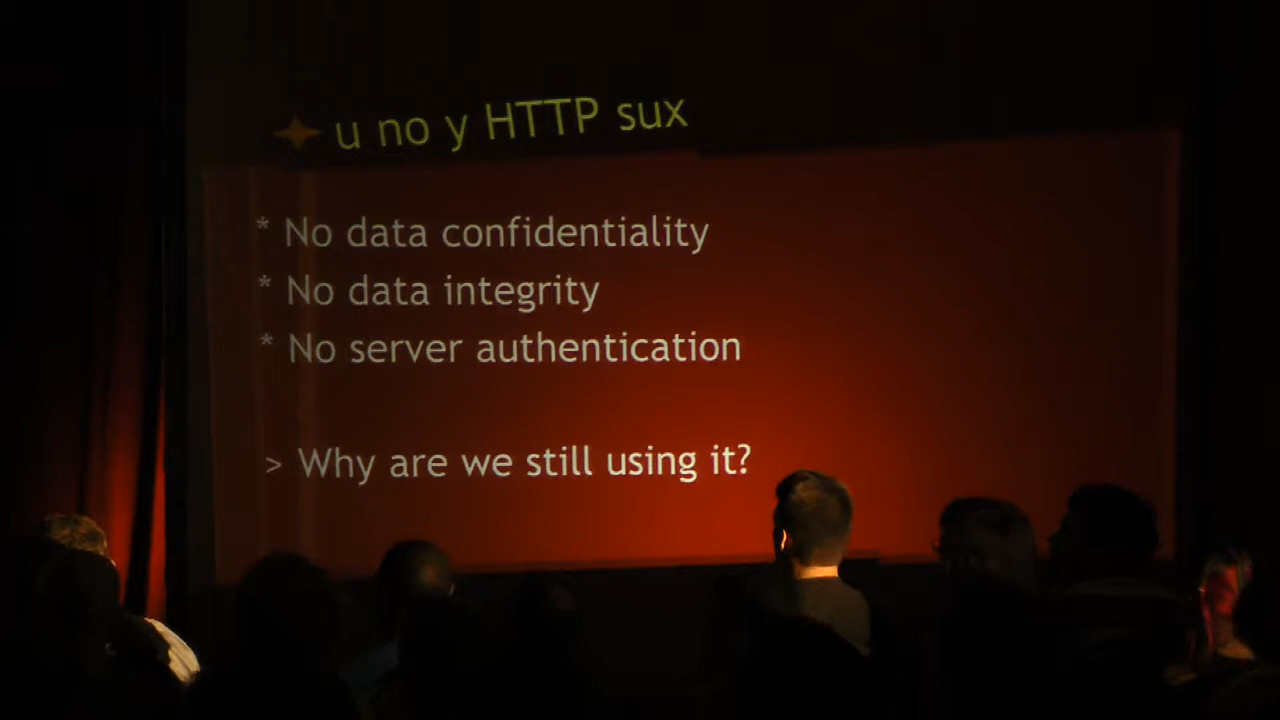 u no y HTTP sux
* No data confidentiality
* No data integrity
* No server authentication
> Why are we still using it?